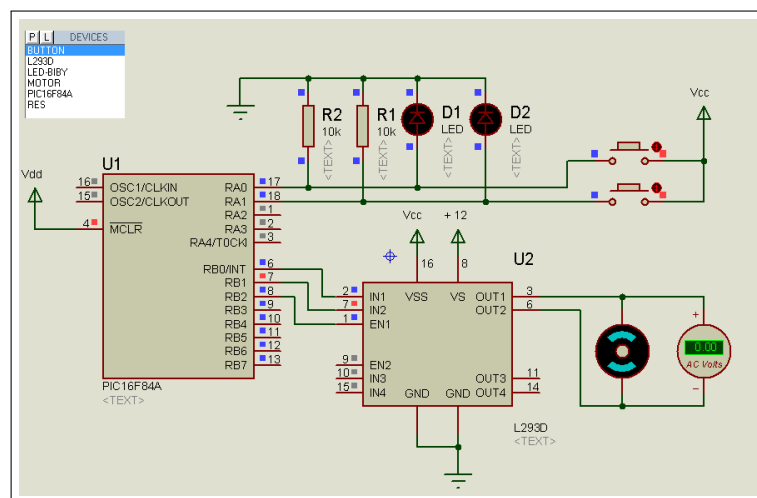 P L DEVICES
BUTTON
L293D
LED-BIBY
MOTOR
PIC16F84A
RES
R2
10k
<TEXT>
R1
10k
<TEXT>
D1
LED
<TEXT>
D2
LED
<TEXT>
Vcc
Vdd
U1
16 OSC1/CLKIN
15 OSC2/CLKOUT
4 MCLR
RA0 17
RA1 18
RA2 1
RA3 2
RA4/T0CKI 3
RB0/INT 6
RB1 7
RB2 8
RB3 9
RB4 10
RB5 11
RB6 12
RB7 13
PIC16F84A
<TEXT>
Vcc
+ 12
U2
16
8
2 IN1
7 IN2
1 EN1
9 EN2
10 IN3
15 IN4
VSS
VS
OUT1 3
OUT2 6
OUT3 11
OUT4 14
GND
GND
L293D
<TEXT>
+
0.00
AC Volts
−